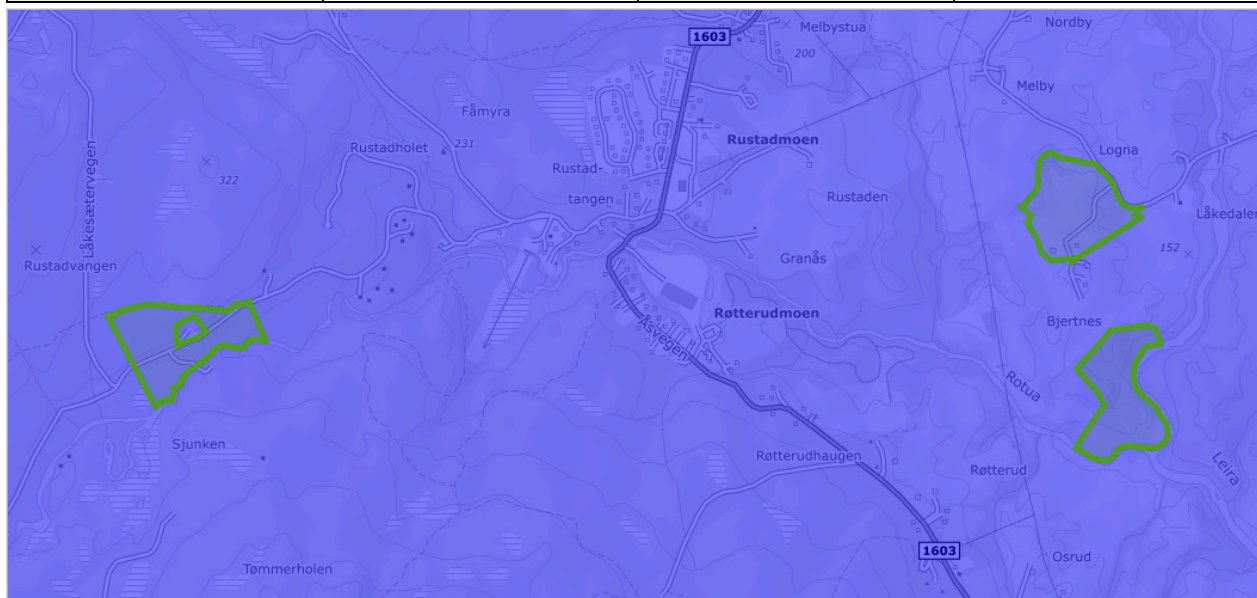 1603
Melbystua
Nordby
200
Melby
Fåmyra
Rustadmoen
Rustadholet
231
Logna
322
Rustad-
tangen
Rustaden
Låkesætervegen
Låkedalen
152
Rustadvangen
Granås
Røtterudmoen
Bjertnes
Åsvegen
Rotua
Sjunken
Røtterudhaugen
Røtterud
Leira
1603
Osrud
Tømmerholen